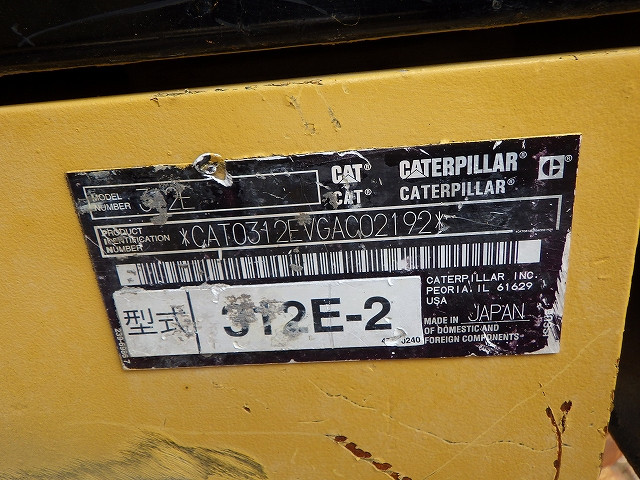 CAT CATERPILLAR
CAT CATERPILLAR
MODEL NUMBER 312E
PRODUCT IDENTIFICATION NUMBER *CAT0312EVGAC02192*
CATERPILLAR INC.
PEORIA. IL 61629
USA
型式 312E-2
MADE IN JAPAN
OF DOMESTIC AND
FOREIGN COMPONENTS